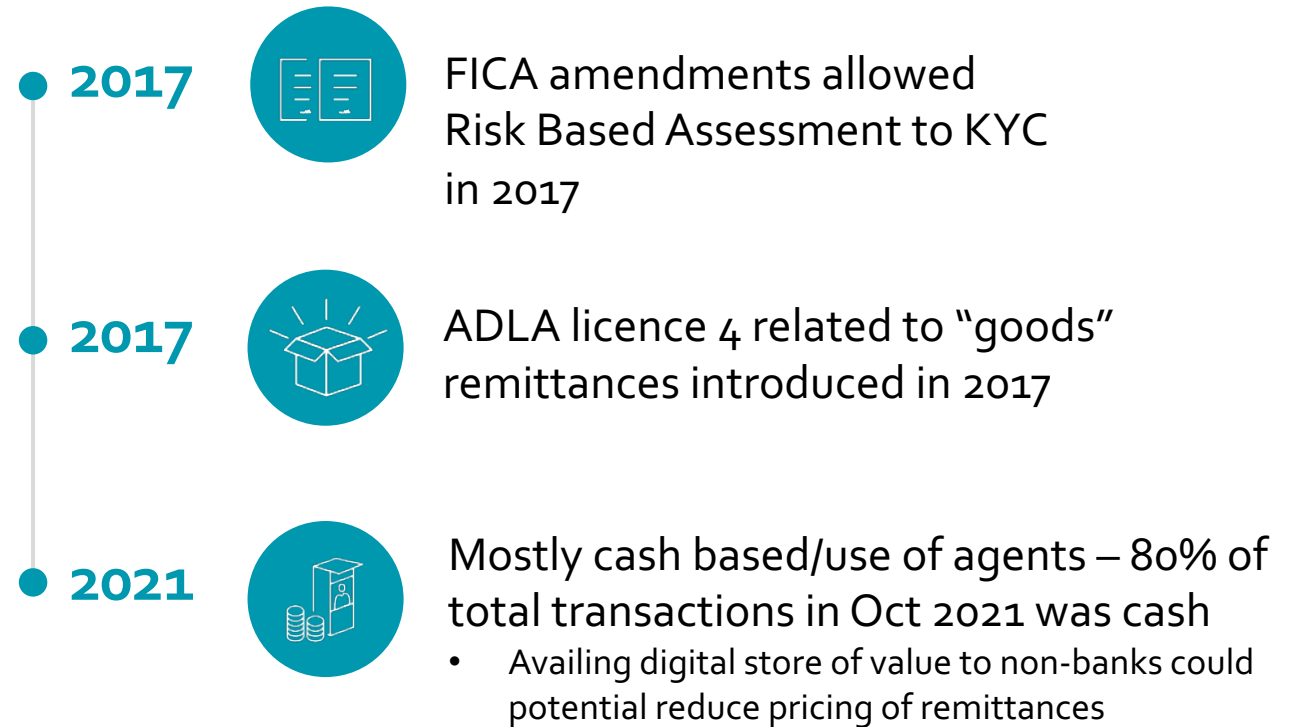 2017
FICA amendments allowed
Risk Based Assessment to KYC
in 2017
2017
ADLA licence 4 related to “goods”
remittances introduced in 2017
2021
Mostly cash based/use of agents – 80% of
total transactions in Oct 2021 was cash
• Availing digital store of value to non-banks could
potential reduce pricing of remittances